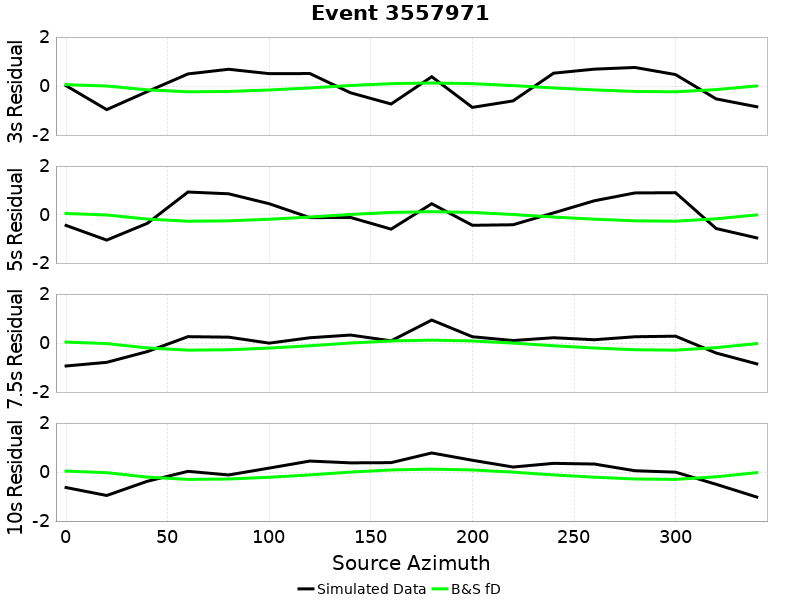 Event 3557971
3s Residual
2
0
-2
5s Residual
2
0
-2
7.5s Residual
2
0
-2
10s Residual
2
0
-2
0 50 100 150 200 250 300
Source Azimuth
Simulated Data B&S fD